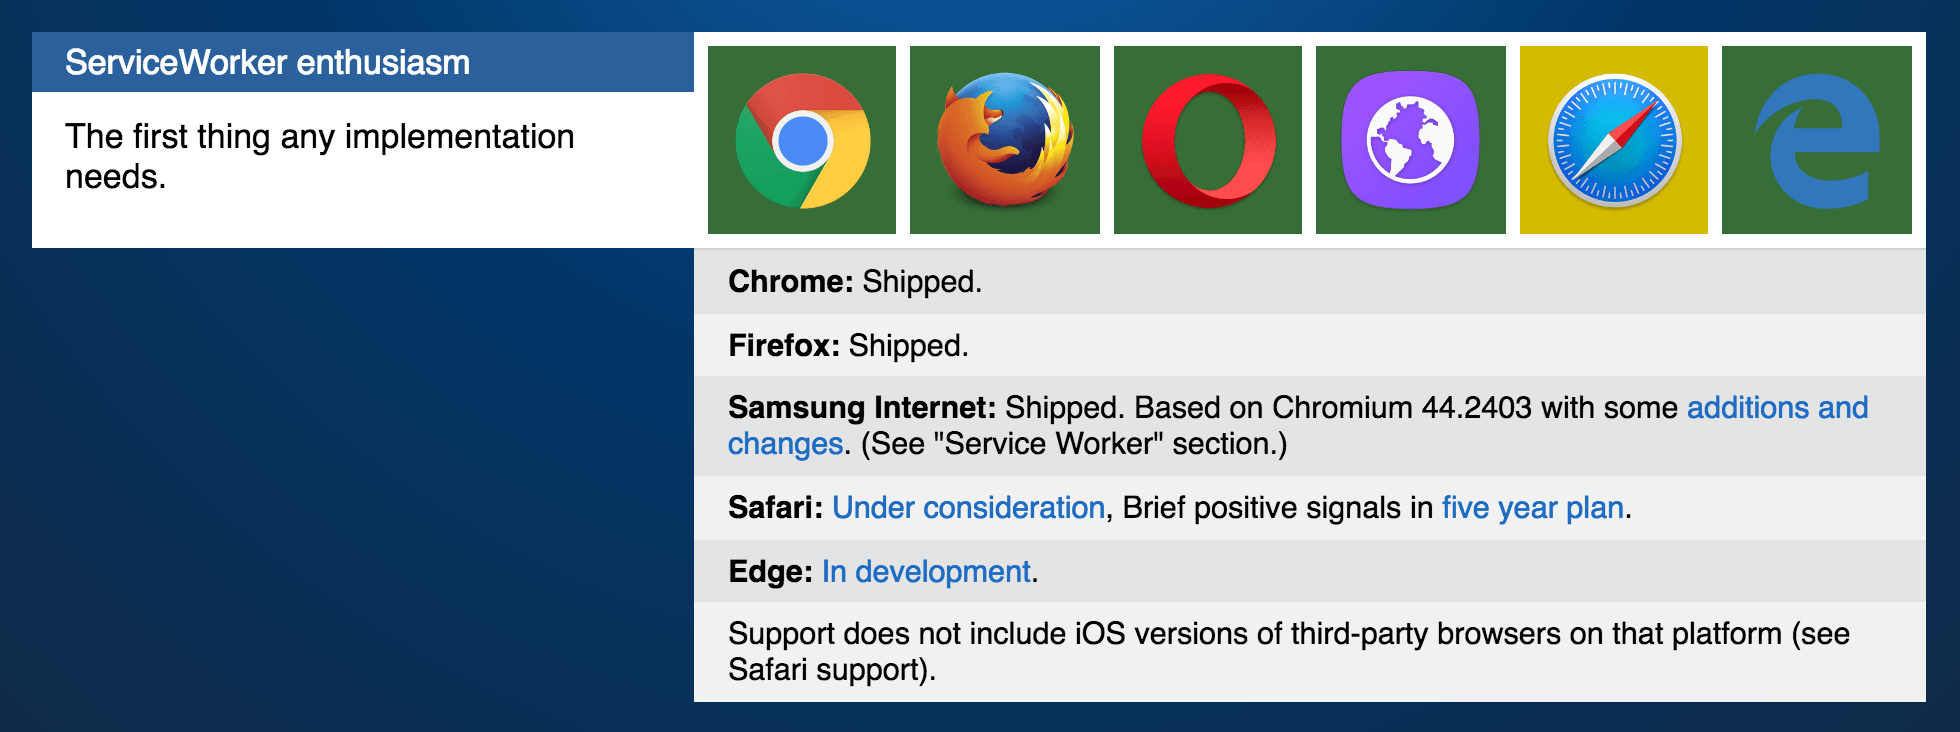 ServiceWorker enthusiasm
The first thing any implementation
needs.
Chrome: Shipped.
Firefox: Shipped.
Samsung Internet: Shipped. Based on Chromium 44.2403 with some additions and
changes. (See "Service Worker" section.)
Safari: Under consideration, Brief positive signals in five year plan.
Edge: In development.
Support does not include iOS versions of third-party browsers on that platform (see
Safari support).